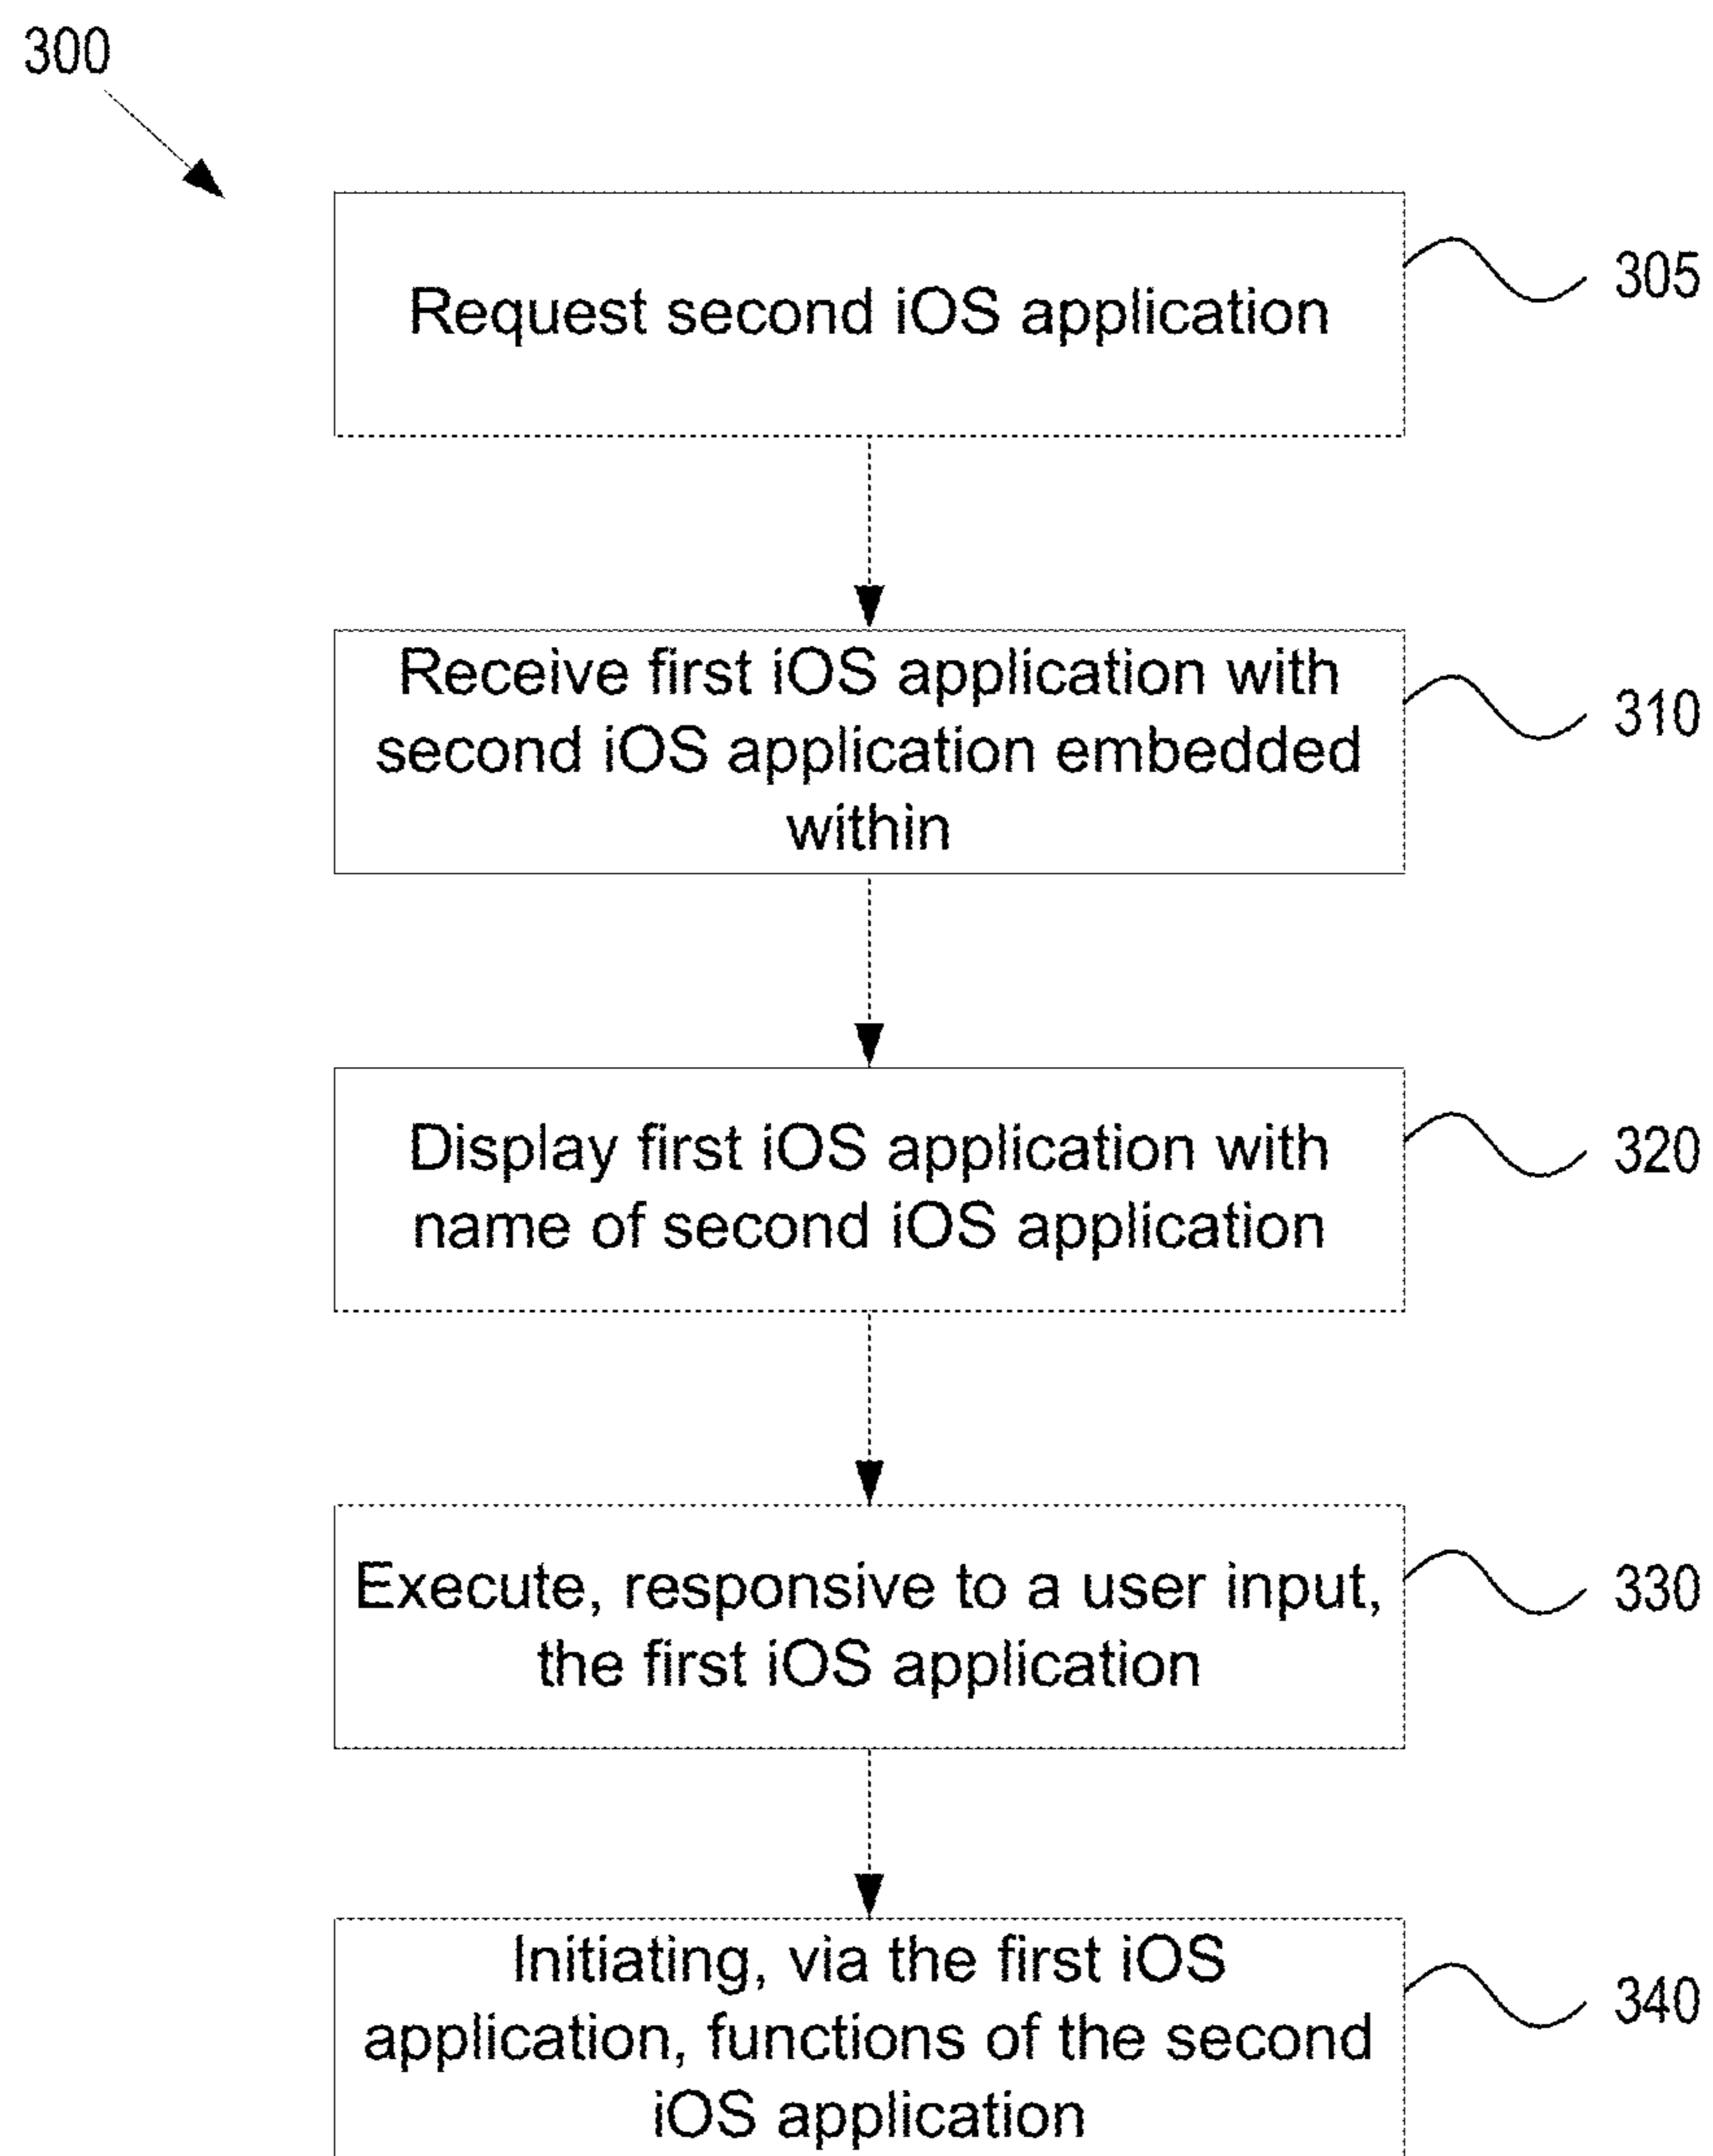 300
Request second iOS application
305
Receive first iOS application with
second iOS application embedded
within
310
Display first iOS application with
name of second iOS application
320
Execute, responsive to a user input,
the first iOS application
330
Initiating, via the first iOS
application, functions of the second
iOS application
340